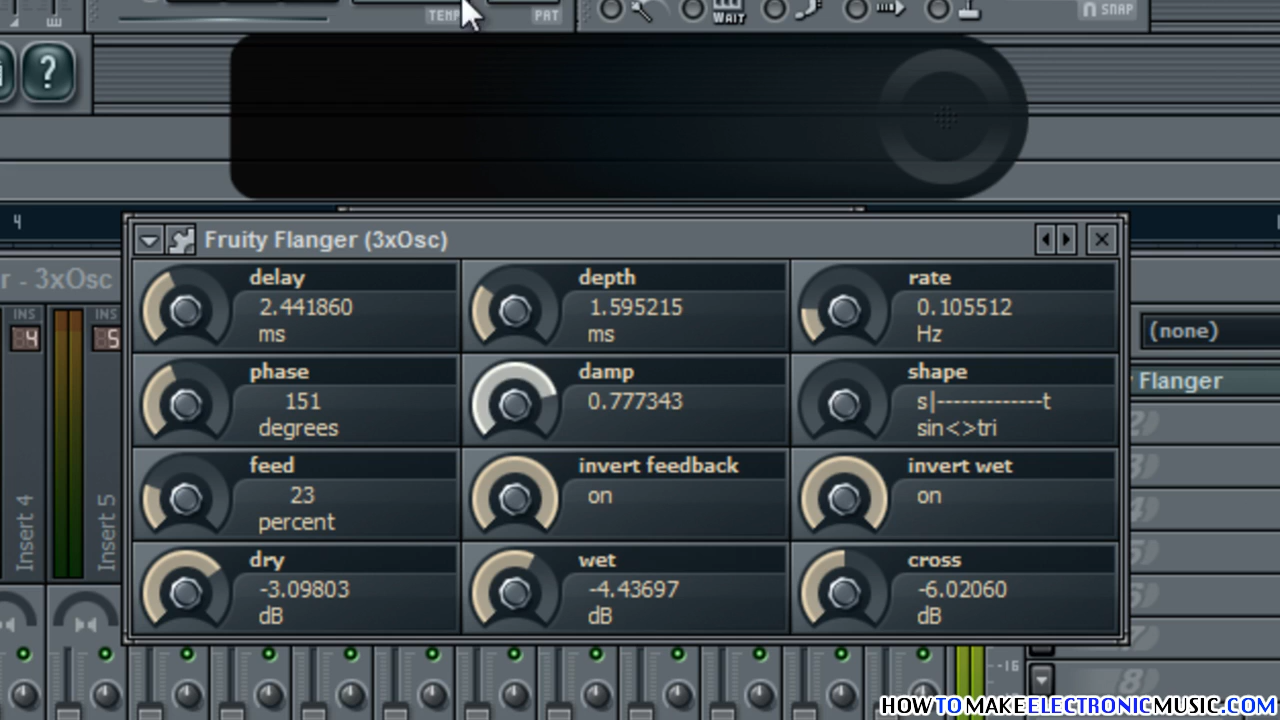 TEMP PAT WAIT SNAP
?
4
Fruity Flanger (3xOsc)
r - 3xOsc
delay
2.441860
ms
depth
1.595215
ms
rate
0.105512
Hz
INS
4
INS
5
(none)
phase
151
degrees
damp
0.777343
shape
s|-------------t
sin<>tri
Flanger
feed
23
percent
invert feedback
on
invert wet
on
Insert 4
Insert 5
dry
-3.09803
dB
wet
-4.43697
dB
cross
-6.02060
dB
-16
8
HOWTOMAKEELECTRONICMUSIC.COM